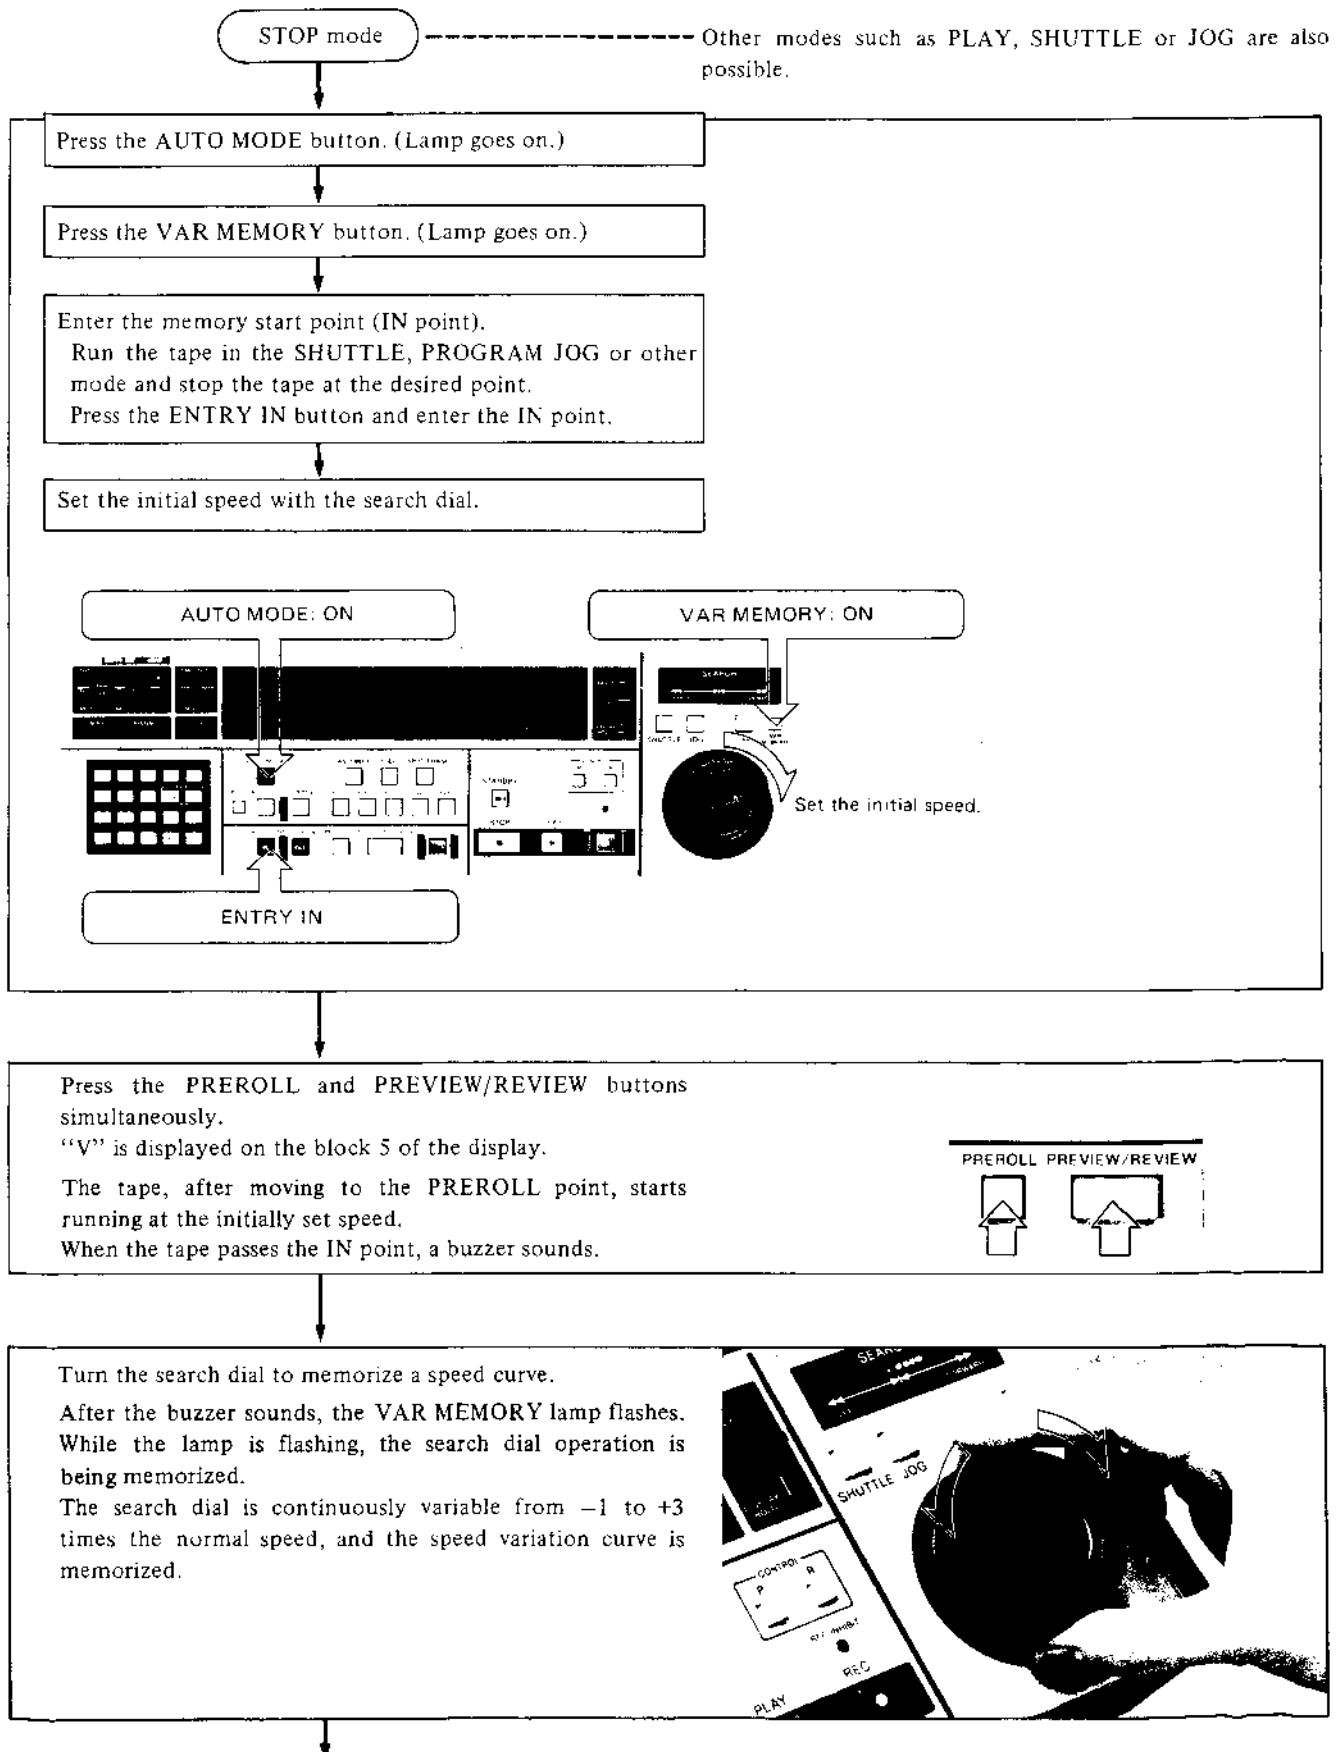 STOP mode
Other modes such as PLAY, SHUTTLE or JOG are also
possible.
Press the AUTO MODE button. (Lamp goes on.)
Press the VAR MEMORY button. (Lamp goes on.)
Enter the memory start point (IN point).
Run the tape in the SHUTTLE, PROGRAM JOG or other
mode and stop the tape at the desired point.
Press the ENTRY IN button and enter the IN point.
Set the initial speed with the search dial.
AUTO MODE: ON
VAR MEMORY: ON
SEARCH
SHUTTLE JOG
STANDBY
STOP
Set the initial speed.
ENTRY IN
Press the PREROLL and PREVIEW/REVIEW buttons
simultaneously.
“V” is displayed on the block 5 of the display.
The tape, after moving to the PREROLL point, starts
running at the initially set speed.
When the tape passes the IN point, a buzzer sounds.
PREROLL PREVIEW/REVIEW
Turn the search dial to memorize a speed curve.
After the buzzer sounds, the VAR MEMORY lamp flashes.
While the lamp is flashing, the search dial operation is
being memorized.
The search dial is continuously variable from −1 to +3
times the normal speed, and the speed variation curve is
memorized.
SHUTTLE JOG
CONTROL
P R
REC
PLAY